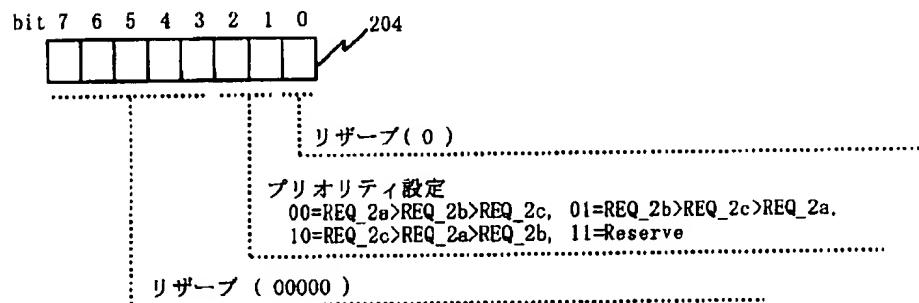 bit 7 6 5 4 3 2 1 0
204
リザーブ( 0 )
プリオリティ設定
00=REQ_2a>REQ_2b>REQ_2c, 01=REQ_2b>REQ_2c>REQ_2a.
10=REQ_2c>REQ_2a>REQ_2b, 11=Reserve
リザーブ ( 00000 )